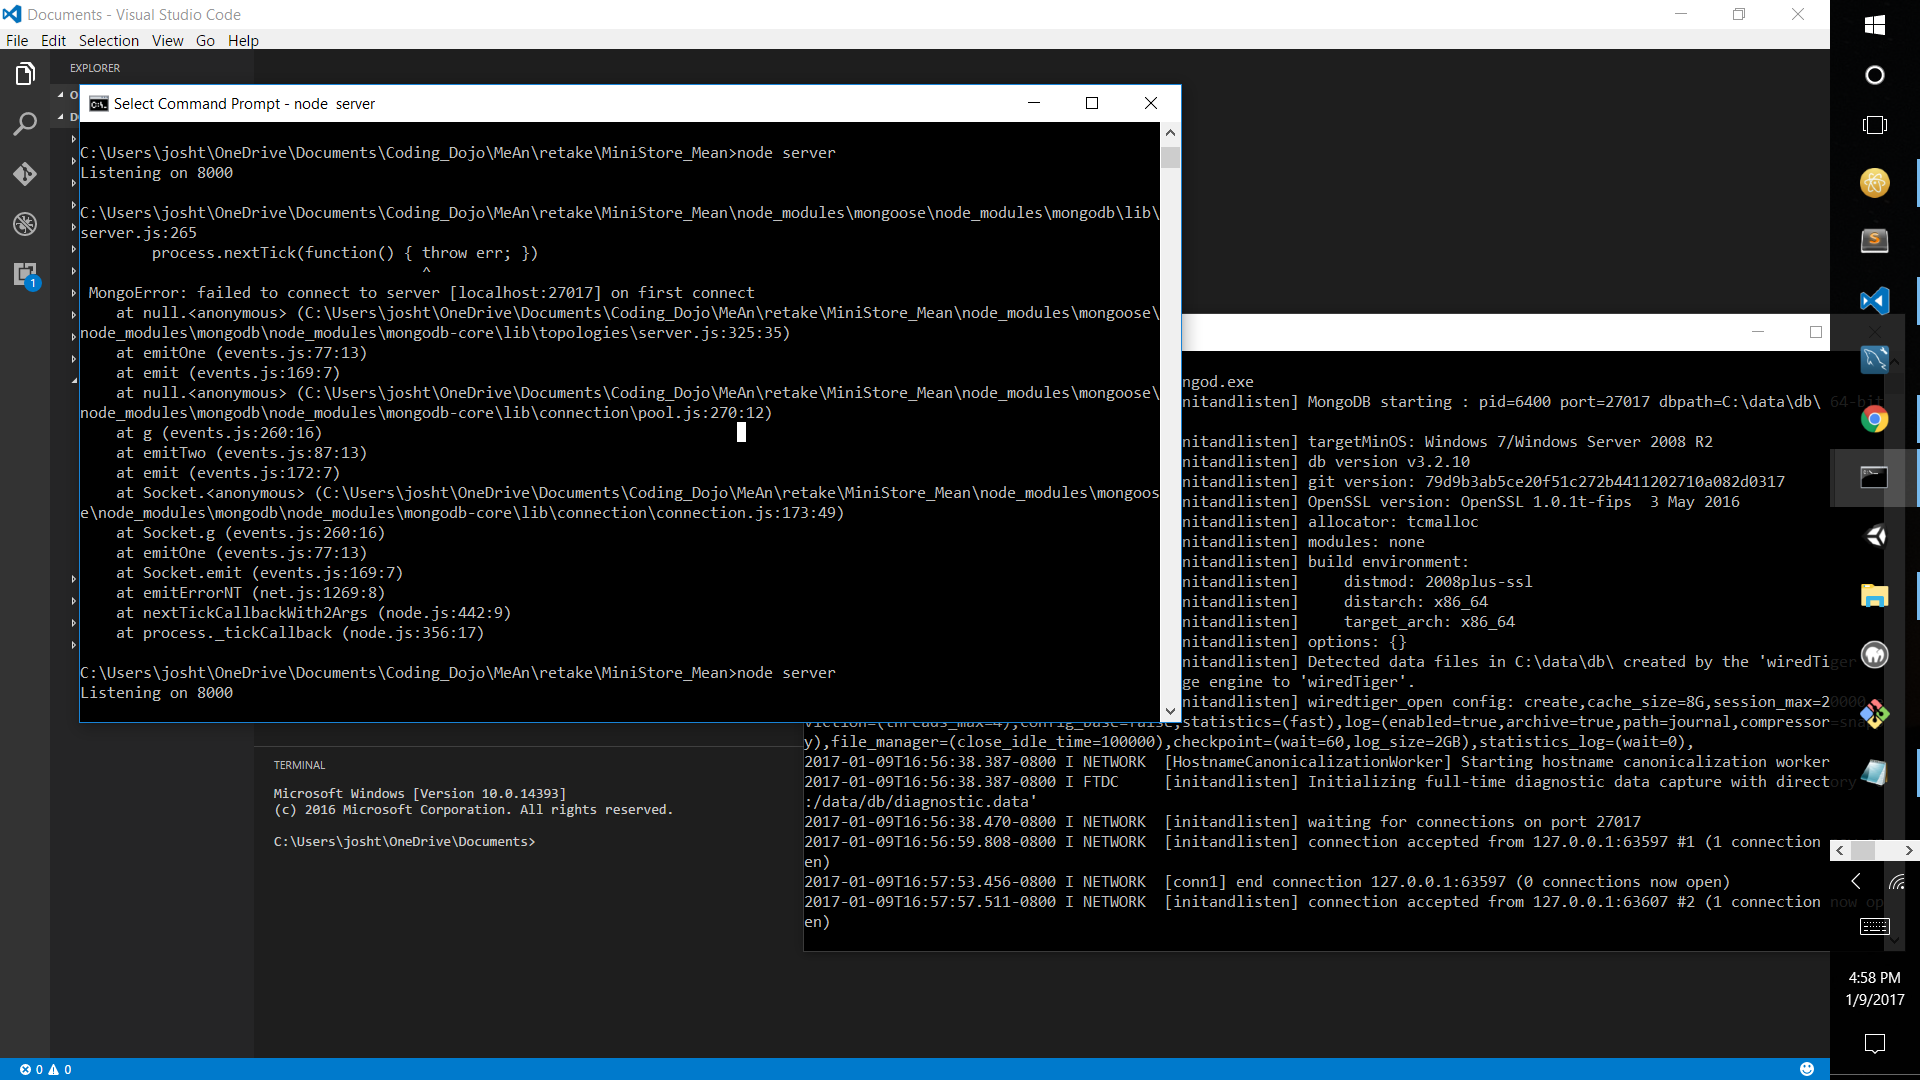 Documents - Visual Studio Code
File Edit Selection View Go Help
EXPLORER
Select Command Prompt - node  server
C:\Users\josht\OneDrive\Documents\Coding_Dojo\MeAn\retake\MiniStore_Mean>node server
Listening on 8000
C:\Users\josht\OneDrive\Documents\Coding_Dojo\MeAn\retake\MiniStore_Mean\node_modules\mongoose\node_modules\mongodb\lib\
server.js:265
process.nextTick(function() { throw err; })
^
MongoError: failed to connect to server [localhost:27017] on first connect
at null.<anonymous> (C:\Users\josht\OneDrive\Documents\Coding_Dojo\MeAn\retake\MiniStore_Mean\node_modules\mongoose\
node_modules\mongodb\node_modules\mongodb-core\lib\topologies\server.js:325:35)
at emitOne (events.js:77:13)
at emit (events.js:169:7)
at null.<anonymous> (C:\Users\josht\OneDrive\Documents\Coding_Dojo\MeAn\retake\MiniStore_Mean\node_modules\mongoose\
node_modules\mongodb\node_modules\mongodb-core\lib\connection\pool.js:270:12)
at g (events.js:260:16)
at emitTwo (events.js:87:13)
at emit (events.js:172:7)
at Socket.<anonymous> (C:\Users\josht\OneDrive\Documents\Coding_Dojo\MeAn\retake\MiniStore_Mean\node_modules\mongoos
e\node_modules\mongodb\node_modules\mongodb-core\lib\connection\connection.js:173:49)
at Socket.g (events.js:260:16)
at emitOne (events.js:77:13)
at Socket.emit (events.js:169:7)
at emitErrorNT (net.js:1269:8)
at nextTickCallbackWith2Args (node.js:442:9)
at process._tickCallback (node.js:356:17)
C:\Users\josht\OneDrive\Documents\Coding_Dojo\MeAn\retake\MiniStore_Mean>node server
Listening on 8000
ngod.exe
nitandlisten] MongoDB starting : pid=6400 port=27017 dbpath=C:\data\db\ 64-bit
nitandlisten] targetMinOS: Windows 7/Windows Server 2008 R2
nitandlisten] db version v3.2.10
nitandlisten] git version: 79d9b3ab5ce20f51c272b4411202710a082d0317
nitandlisten] OpenSSL version: OpenSSL 1.0.1t-fips  3 May 2016
nitandlisten] allocator: tcmalloc
nitandlisten] modules: none
nitandlisten] build environment:
nitandlisten]     distmod: 2008plus-ssl
nitandlisten]     distarch: x86_64
nitandlisten]     target_arch: x86_64
nitandlisten] options: {}
nitandlisten] Detected data files in C:\data\db\ created by the 'wiredTiger
ge engine to 'wiredTiger'.
nitandlisten] wiredtiger_open config: create,cache_size=8G,session_max=20000
viction=(threads_max=4),config_base=false,statistics=(fast),log=(enabled=true,archive=true,path=journal,compressor=sna
y),file_manager=(close_idle_time=100000),checkpoint=(wait=60,log_size=2GB),statistics_log=(wait=0),
2017-01-09T16:56:38.387-0800 I NETWORK  [HostnameCanonicalizationWorker] Starting hostname canonicalization worker
2017-01-09T16:56:38.387-0800 I FTDC     [initandlisten] Initializing full-time diagnostic data capture with directory
:/data/db/diagnostic.data'
2017-01-09T16:56:38.470-0800 I NETWORK  [initandlisten] waiting for connections on port 27017
2017-01-09T16:56:59.808-0800 I NETWORK  [initandlisten] connection accepted from 127.0.0.1:63597 #1 (1 connection
en)
2017-01-09T16:57:53.456-0800 I NETWORK  [conn1] end connection 127.0.0.1:63597 (0 connections now open)
2017-01-09T16:57:57.511-0800 I NETWORK  [initandlisten] connection accepted from 127.0.0.1:63607 #2 (1 connection now op
en)
TERMINAL
Microsoft Windows [Version 10.0.14393]
(c) 2016 Microsoft Corporation. All rights reserved.
C:\Users\josht\OneDrive\Documents>
0 0
1
4:58 PM
1/9/2017